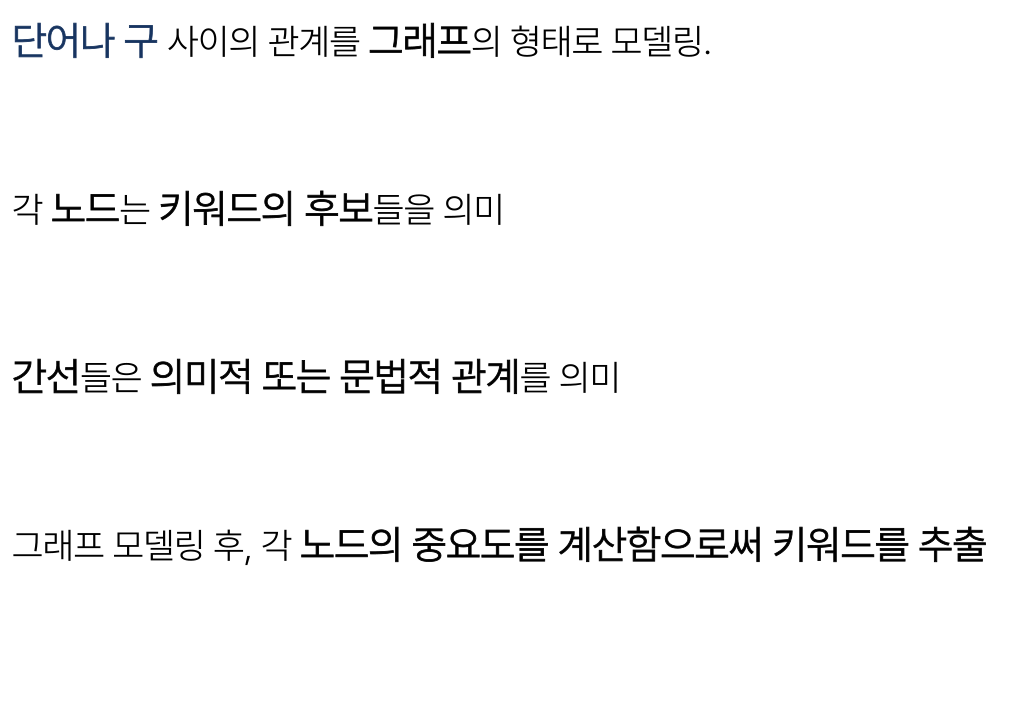 단어나 구 사이의 관계를 그래프의 형태로 모델링.
각 노드는 키워드의 후보들을 의미
간선들은 의미적 또는 문법적 관계를 의미
그래프 모델링 후, 각 노드의 중요도를 계산함으로써 키워드를 추출